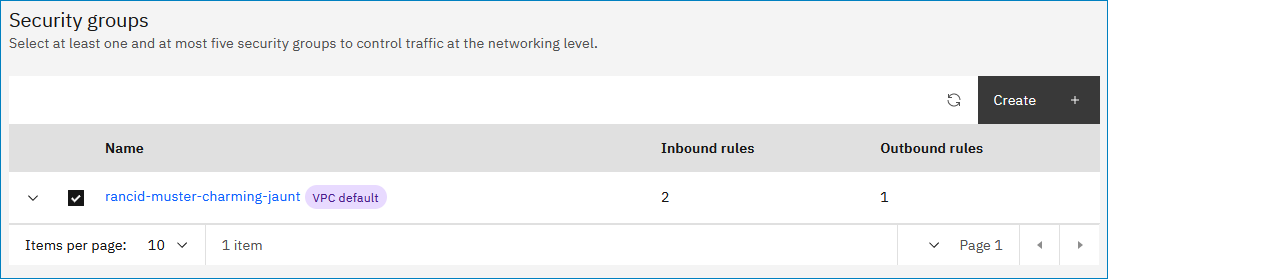 Security groups
Select at least one and at most five security groups to control traffic at the networking level.
Create +
Name Inbound rules Outbound rules
rancid-muster-charming-jaunt VPC default 2 1
Items per page: 10 1 item Page 1